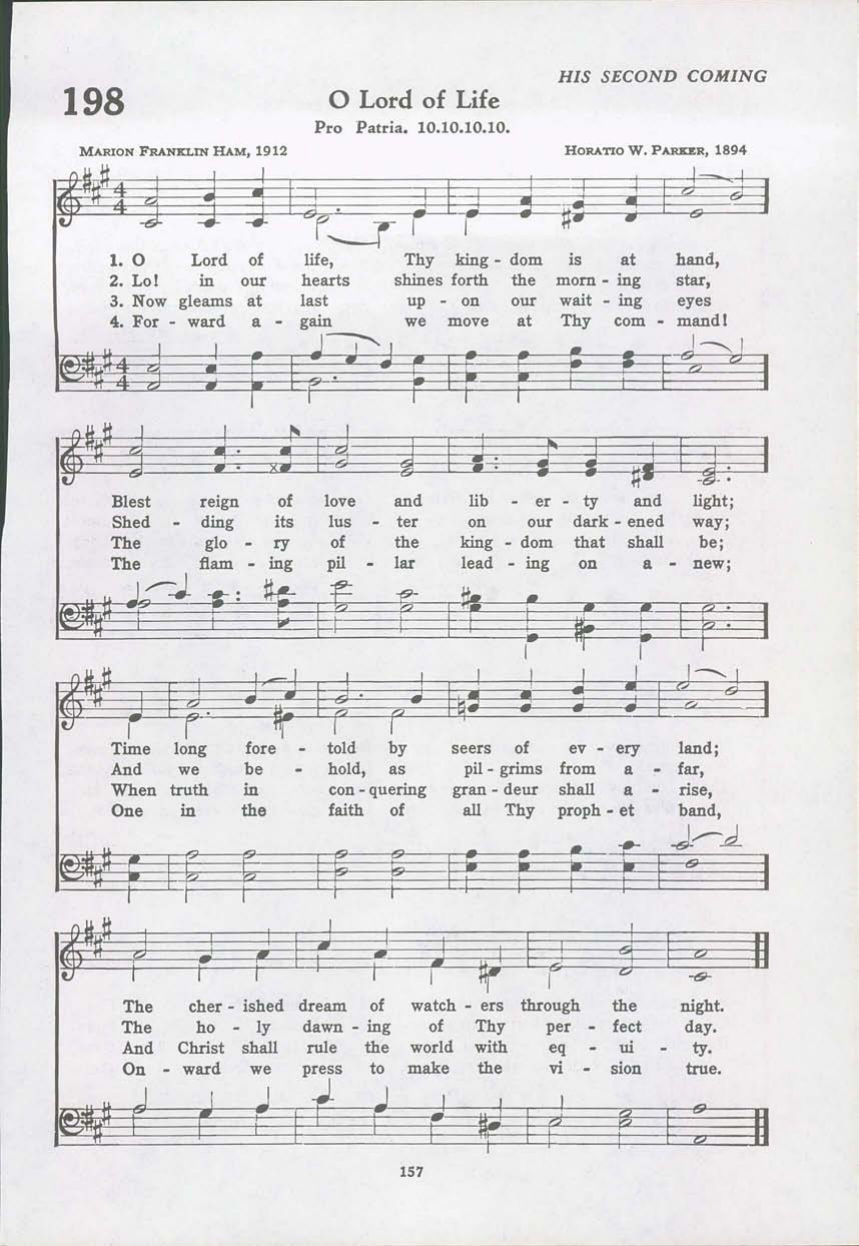 HIS SECOND COMING
198
O Lord of Life
Pro Patria. 10.10.10.10.
MARION FRANKLIN HAM, 1912 HORATIO W. PARKER, 1894
1. O Lord of life, Thy king - dom is at hand,
2. Lo! in our hearts shines forth the morn - ing star,
3. Now gleams at last up - on our wait - ing eyes
4. For - ward a - gain we move at Thy com - mand!
Blest reign of love and lib - er - ty and light;
Shed - ding its lus - ter on our dark - ened way;
The glo - ry of the king - dom that shall be;
The flam - ing pil - lar lead - ing on a - new;
Time long fore - told by seers of ev - ery land;
And we be - hold, as pil - grims from a - far,
When truth in con - quering gran - deur shall a - rise,
One in the faith of all Thy proph - et band,
The cher - ished dream of watch - ers through the night.
The ho - ly dawn - ing of Thy per - fect day.
And Christ shall rule the world with eq - ui - ty.
On - ward we press to make the vi - sion true.
157